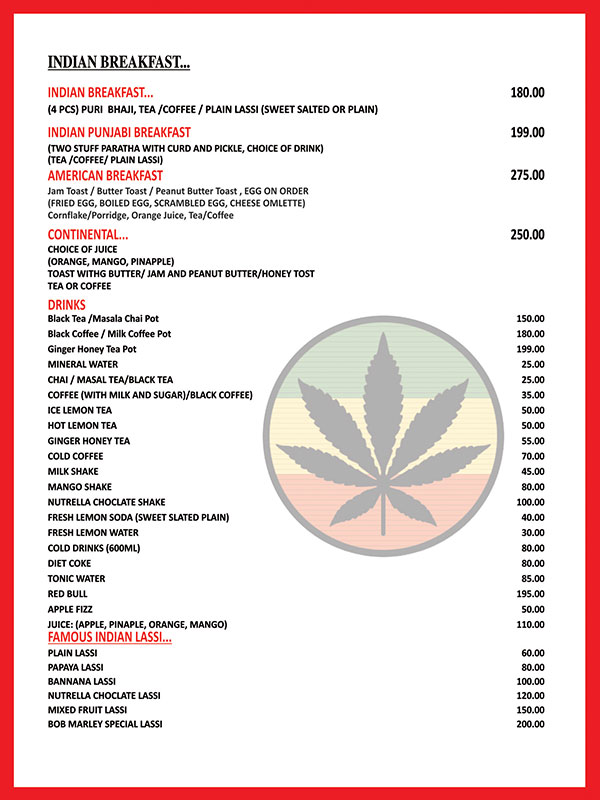 INDIAN BREAKFAST...
INDIAN BREAKFAST... 180.00
(4 PCS) PURI BHAJI, TEA /COFFEE / PLAIN LASSI (SWEET SALTED OR PLAIN)
INDIAN PUNJABI BREAKFAST 199.00
(TWO STUFF PARATHA WITH CURD AND PICKLE, CHOICE OF DRINK)
(TEA /COFFEE/ PLAIN LASSI)
AMERICAN BREAKFAST 275.00
Jam Toast / Butter Toast / Peanut Butter Toast , EGG ON ORDER
(FRIED EGG, BOILED EGG, SCRAMBLED EGG, CHEESE OMLETTE)
Cornflake/Porridge, Orange Juice, Tea/Coffee
CONTINENTAL... 250.00
CHOICE OF JUICE
(ORANGE, MANGO, PINAPPLE)
TOAST WITHG BUTTER/ JAM AND PEANUT BUTTER/HONEY TOST
TEA OR COFFEE
DRINKS
Black Tea /Masala Chai Pot 150.00
Black Coffee / Milk Coffee Pot 180.00
Ginger Honey Tea Pot 199.00
MINERAL WATER 25.00
CHAI / MASAL TEA/BLACK TEA 25.00
COFFEE (WITH MILK AND SUGAR)/BLACK COFFEE) 35.00
ICE LEMON TEA 50.00
HOT LEMON TEA 50.00
GINGER HONEY TEA 55.00
COLD COFFEE 70.00
MILK SHAKE 45.00
MANGO SHAKE 80.00
NUTRELLA CHOCLATE SHAKE 100.00
FRESH LEMON SODA (SWEET SLATED PLAIN) 40.00
FRESH LEMON WATER 30.00
COLD DRINKS (600ML) 80.00
DIET COKE 80.00
TONIC WATER 85.00
RED BULL 195.00
APPLE FIZZ 50.00
JUICE: (APPLE, PINAPLE, ORANGE, MANGO) 110.00
FAMOUS INDIAN LASSI...
PLAIN LASSI 60.00
PAPAYA LASSI 80.00
BANNANA LASSI 100.00
NUTRELLA CHOCLATE LASSI 120.00
MIXED FRUIT LASSI 150.00
BOB MARLEY SPECIAL LASSI 200.00